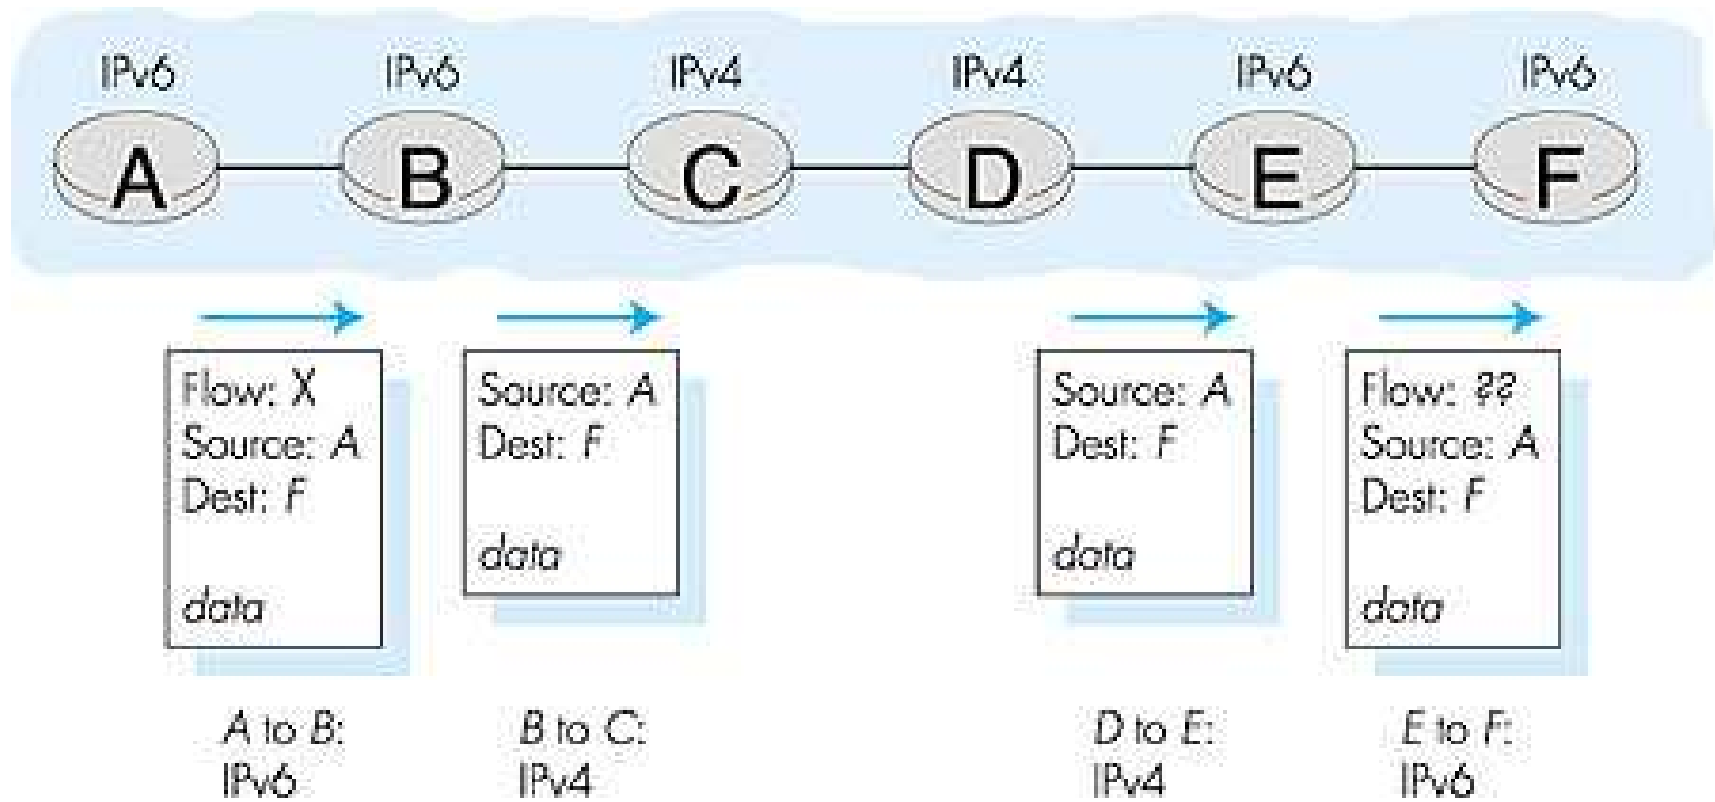 IPv6 IPv6 IPv4 IPv4 IPv6 IPv6
A B C D E F
Flow: X
Source: A
Dest: F
data
Source: A
Dest: F
data
Source: A
Dest: F
data
Flow: ??
Source: A
Dest: F
data
A to B:
IPv6
B to C:
IPv4
D to E:
IPv4
E to F:
IPv6